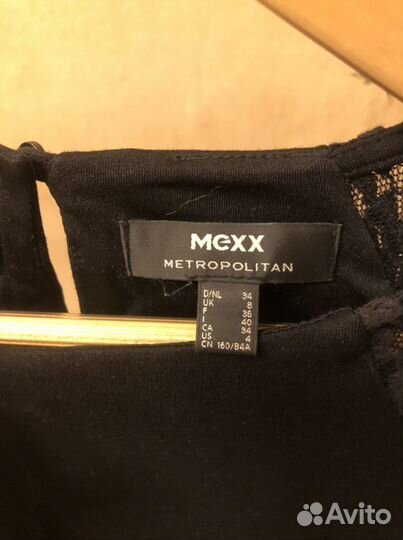 MEXX
METROPOLITAN
D/NL 34
UK 8
F 36
I 40
CA 34
US 4
CN 160/84A
Avito